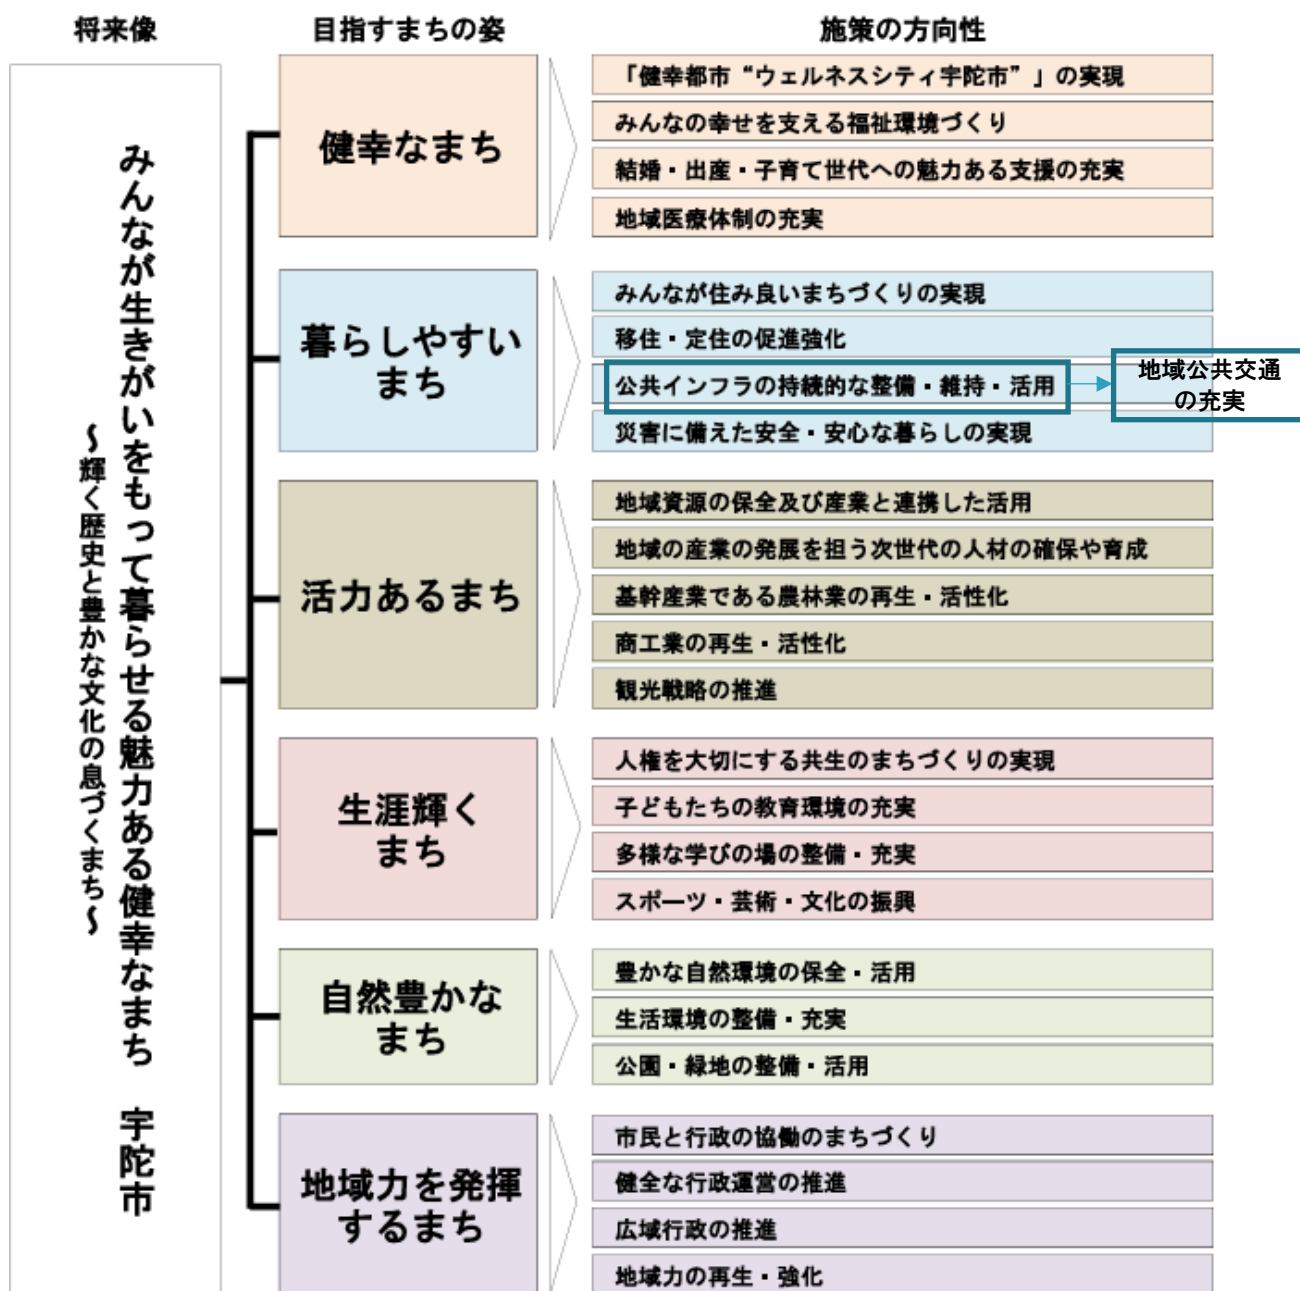 将来像
目指すまちの姿
施策の方向性
みんなが生きがいをもって暮らせる魅力ある健幸なまち　宇陀市
～輝く歴史と豊かな文化の息づくまち～
健幸なまち
「健幸都市“ウェルネスシティ宇陀市”」の実現
みんなの幸せを支える福祉環境づくり
結婚・出産・子育て世代への魅力ある支援の充実
地域医療体制の充実
暮らしやすい
まち
みんなが住み良いまちづくりの実現
移住・定住の促進強化
公共インフラの持続的な整備・維持・活用
地域公共交通
の充実
災害に備えた安全・安心な暮らしの実現
活力あるまち
地域資源の保全及び産業と連携した活用
地域の産業の発展を担う次世代の人材の確保や育成
基幹産業である農林業の再生・活性化
商工業の再生・活性化
観光戦略の推進
生涯輝く
まち
人権を大切にする共生のまちづくりの実現
子どもたちの教育環境の充実
多様な学びの場の整備・充実
スポーツ・芸術・文化の振興
自然豊かな
まち
豊かな自然環境の保全・活用
生活環境の整備・充実
公園・緑地の整備・活用
地域力を発揮
するまち
市民と行政の協働のまちづくり
健全な行政運営の推進
広域行政の推進
地域力の再生・強化